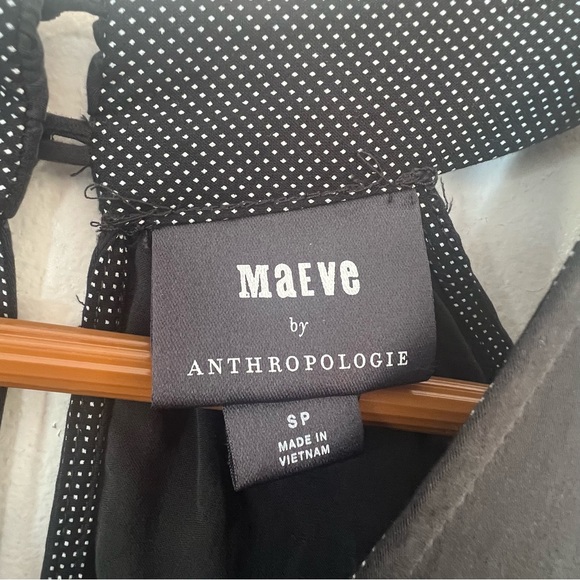 MAEVE
by
ANTHROPOLOGIE
SP
MADE IN
VIETNAM